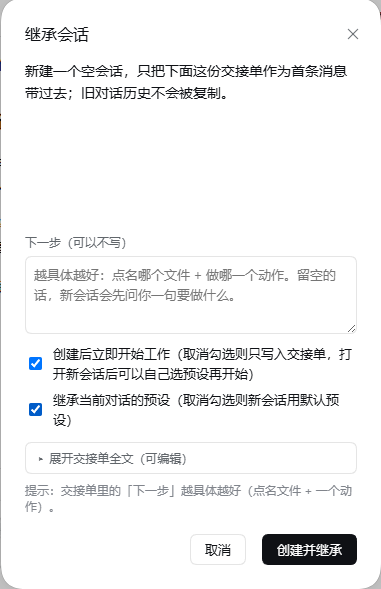 继承会话
新建一个空会话，只把下面这份交接单作为首条消息
带过去；旧对话历史不会被复制。
下一步（可以不写）
越具体越好：点名哪个文件 + 做哪一个动作。留空的
话，新会话会先问你一句要做什么。
创建后立即开始工作（取消勾选则只写入交接单，打
开新会话后可以自己选预设再开始）
继承当前对话的预设（取消勾选则新会话用默认预
设）
▸ 展开交接单全文（可编辑）
提示：交接单里的「下一步」越具体越好（点名文件 + 一个动
作）。
取消
创建并继承